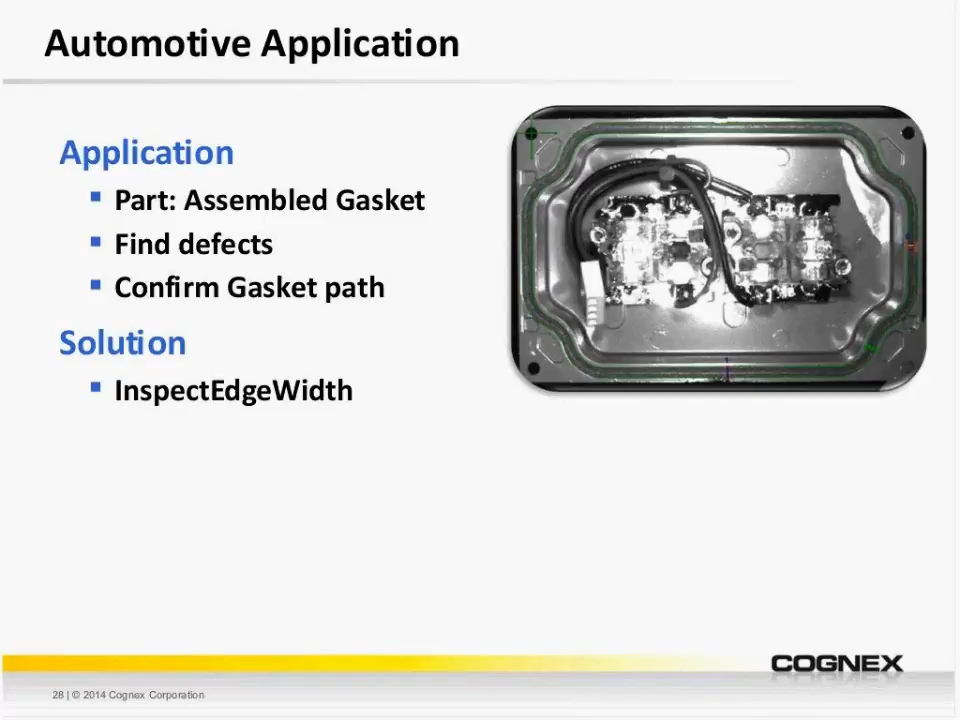 Automotive Application
Application
▪ Part: Assembled Gasket
▪ Find defects
▪ Confirm Gasket path
Solution
▪ InspectEdgeWidth
COGNEX
28 | © 2014 Cognex Corporation